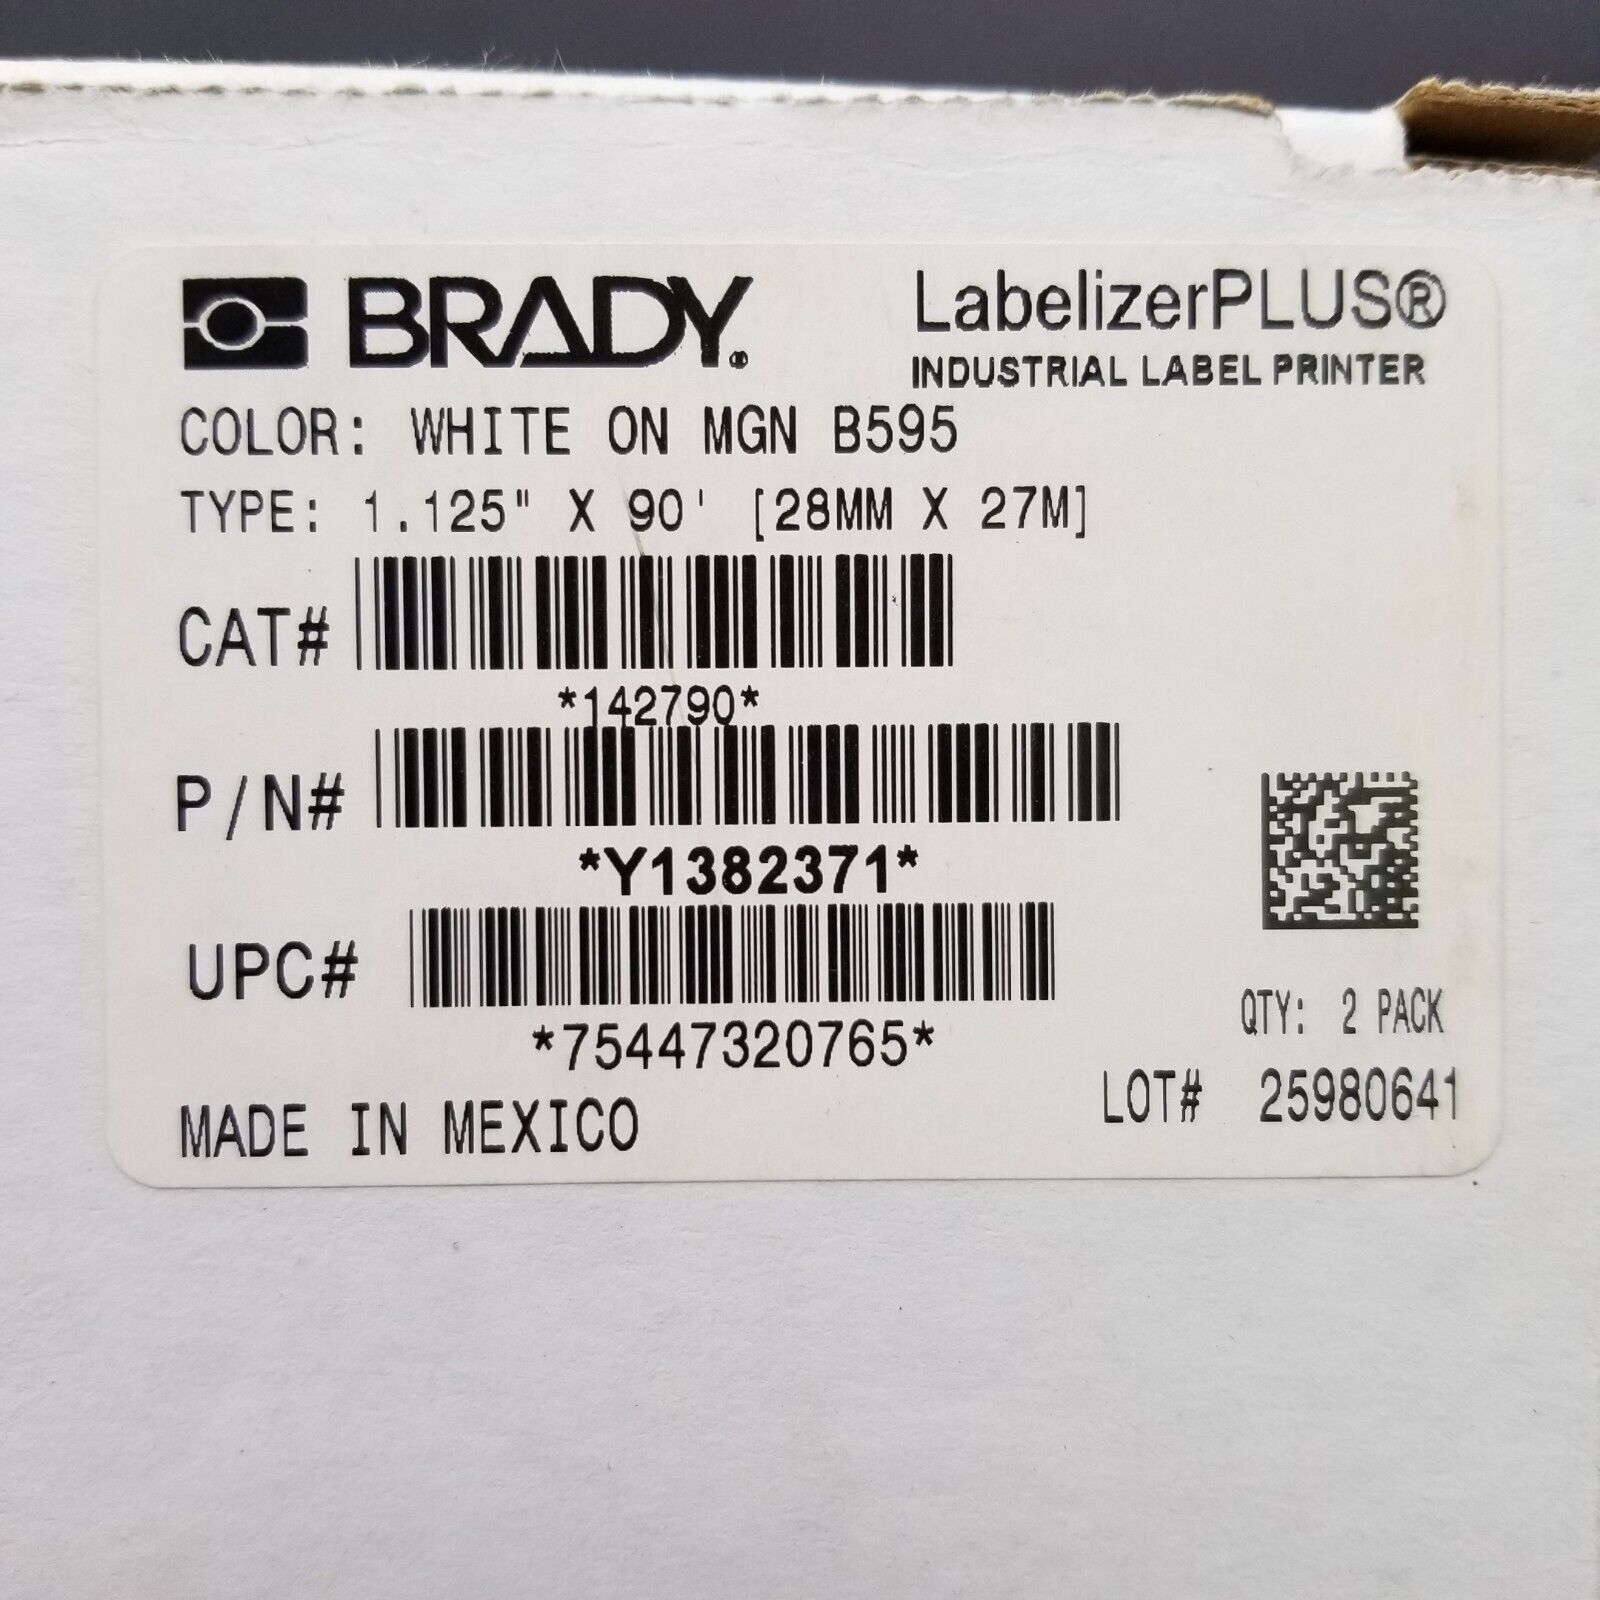 BRADY®
LabelizerPLUS®
INDUSTRIAL LABEL PRINTER
COLOR: WHITE ON MGN B595
TYPE: 1.125" X 90' [28MM X 27M]
CAT#
*142790*
P/N#
*Y1382371*
UPC#
*75447320765*
QTY: 2 PACK
LOT# 25980641
MADE IN MEXICO